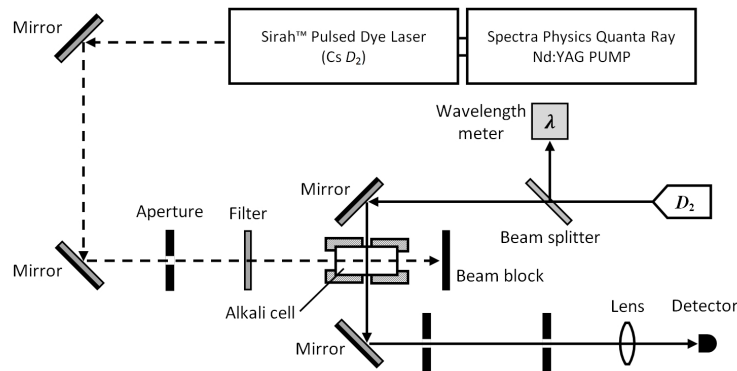 Mirror
Sirah™ Pulsed Dye Laser
(Cs D₂)
Spectra Physics Quanta Ray
Nd:YAG PUMP
Wavelength
meter
λ
Mirror
D₂
Aperture
Filter
Beam splitter
Mirror
Beam block
Alkali cell
Lens
Detector
Mirror